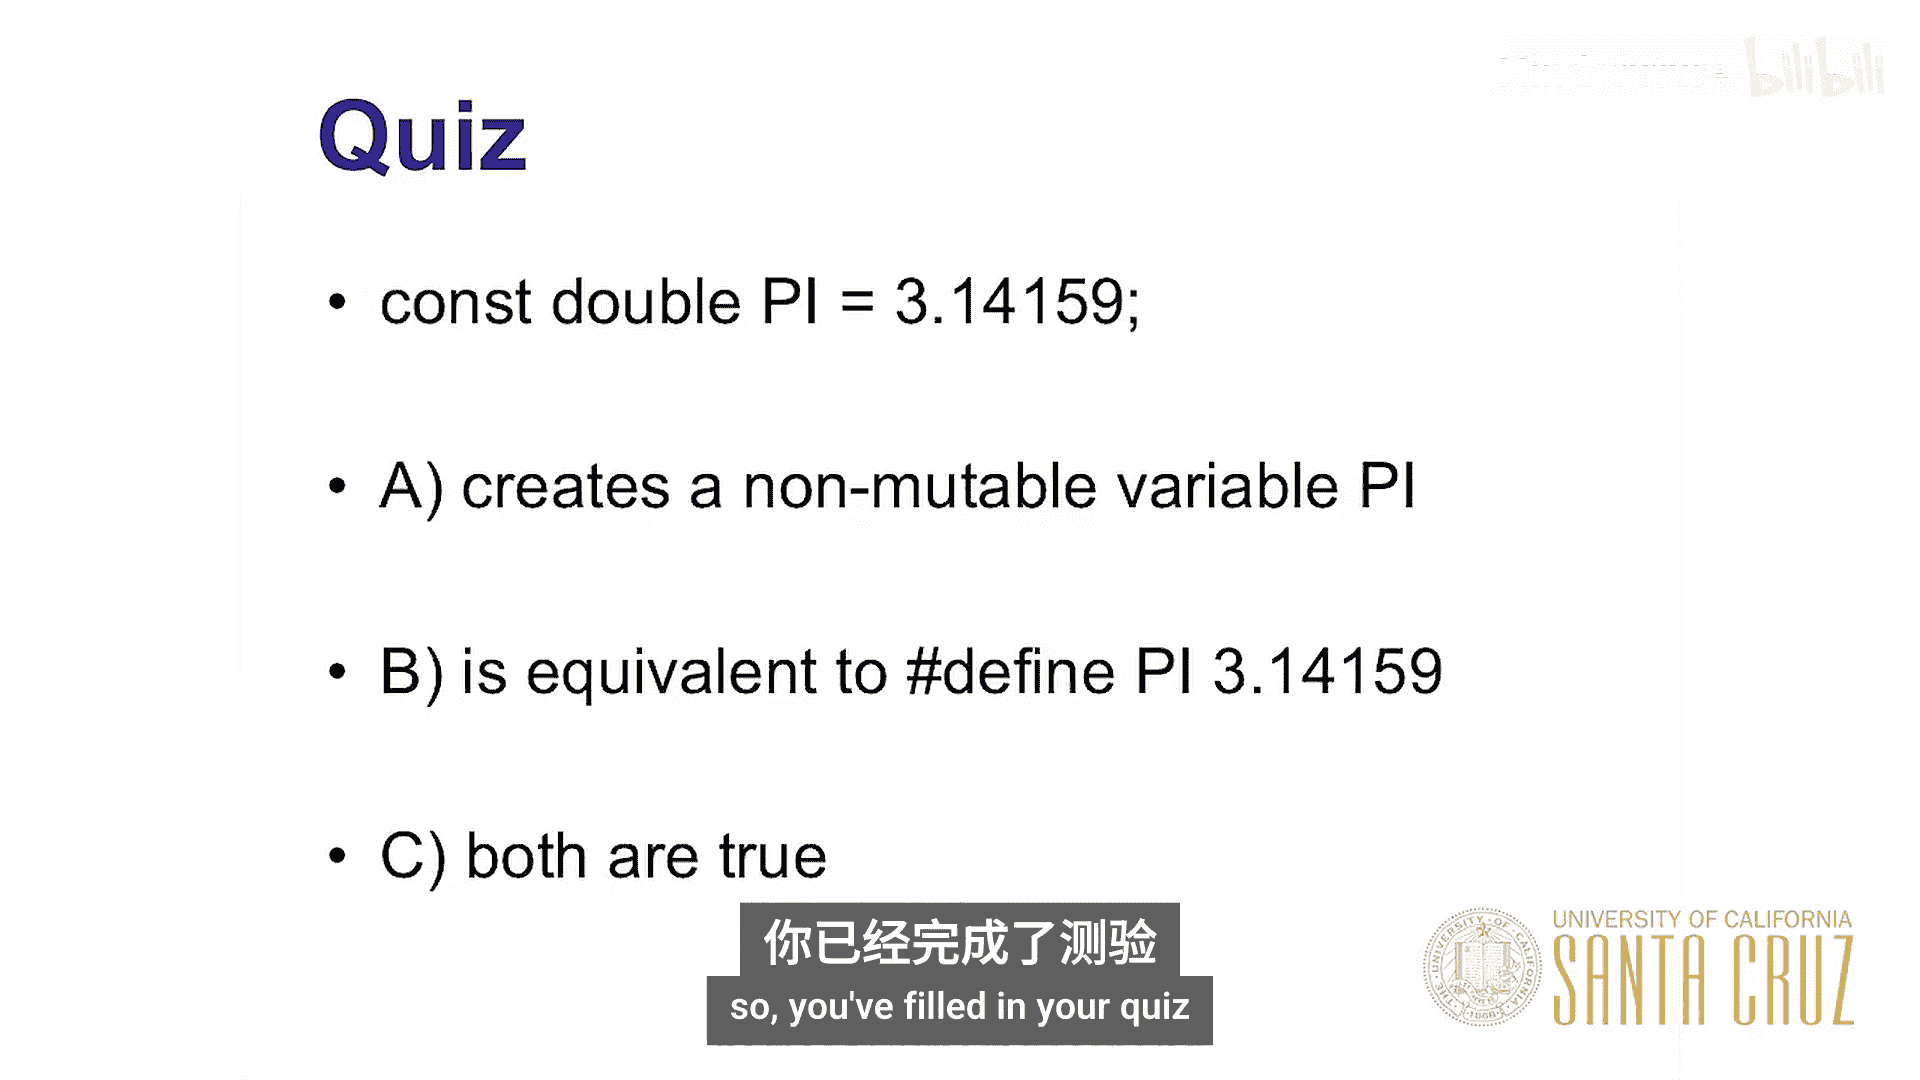 bilibili
Quiz
• const double PI = 3.14159;
• A) creates a non-mutable variable PI
• B) is equivalent to #define PI 3.14159
• C) both are true
你已经完成了测验
so, you've filled in your quiz
UNIVERSITY OF CALIFORNIA
SANTA CRUZ